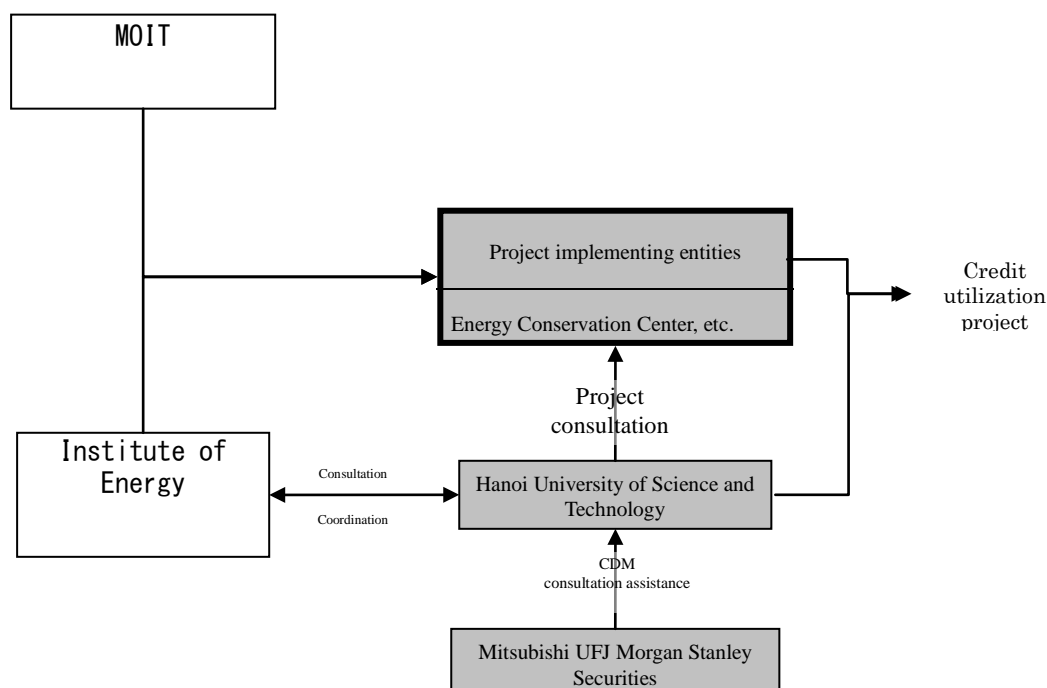 MOIT
Project implementing entities
Energy Conservation Center, etc.
Credit
utilization
project
Project
consultation
Institute of
Energy
Consultation
Coordination
Hanoi University of Science and
Technology
CDM
consultation assistance
Mitsubishi UFJ Morgan Stanley
Securities